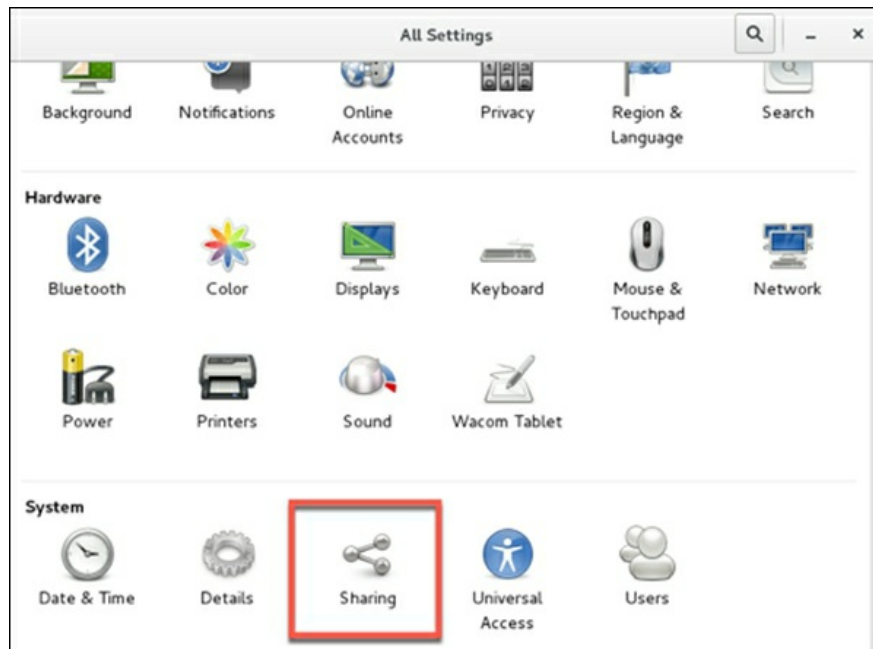 All Settings
Background Notifications Online Accounts Privacy Region & Language Search
Hardware
Bluetooth Color Displays Keyboard Mouse & Touchpad Network
Power Printers Sound Wacom Tablet
System
Date & Time Details Sharing Universal Access Users